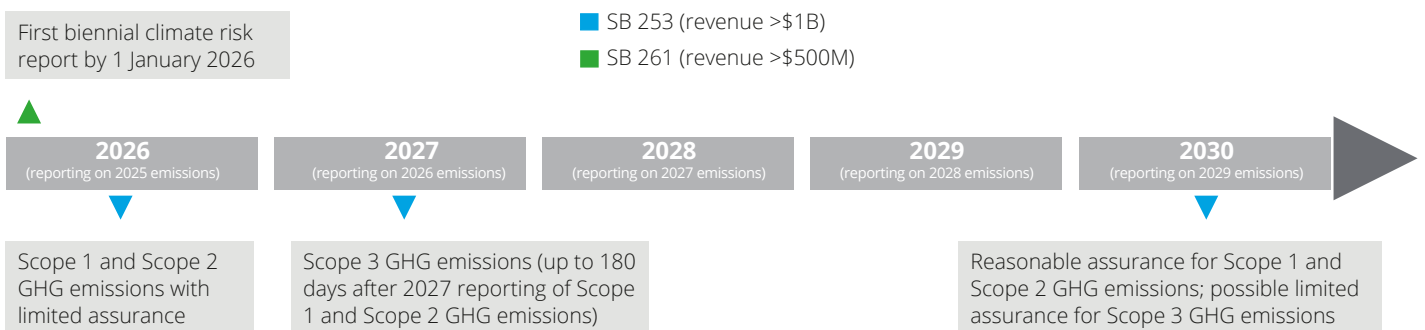 First biennial climate risk
report by 1 January 2026
SB 253 (revenue >$1B)
SB 261 (revenue >$500M)
2026
(reporting on 2025 emissions)
2027
(reporting on 2026 emissions)
2028
(reporting on 2027 emissions)
2029
(reporting on 2028 emissions)
2030
(reporting on 2029 emissions)
Scope 1 and Scope 2
GHG emissions with
limited assurance
Scope 3 GHG emissions (up to 180
days after 2027 reporting of Scope
1 and Scope 2 GHG emissions)
Reasonable assurance for Scope 1 and
Scope 2 GHG emissions; possible limited
assurance for Scope 3 GHG emissions